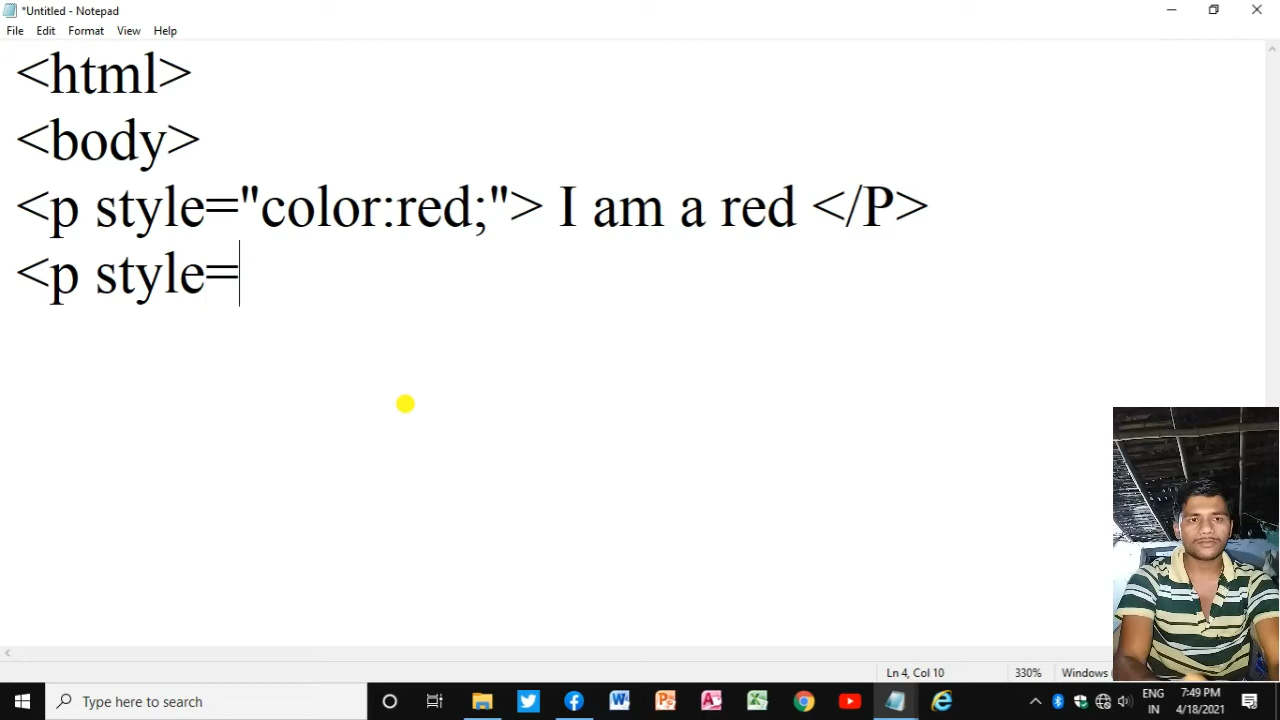 *Untitled - Notepad
File Edit Format View Help
<html>
<body>
<p style="color:red;"> I am a red </P>
<p style=
Ln 4, Col 10 330% Windows (
Type here to search
ENG
IN
7:49 PM
4/18/2021